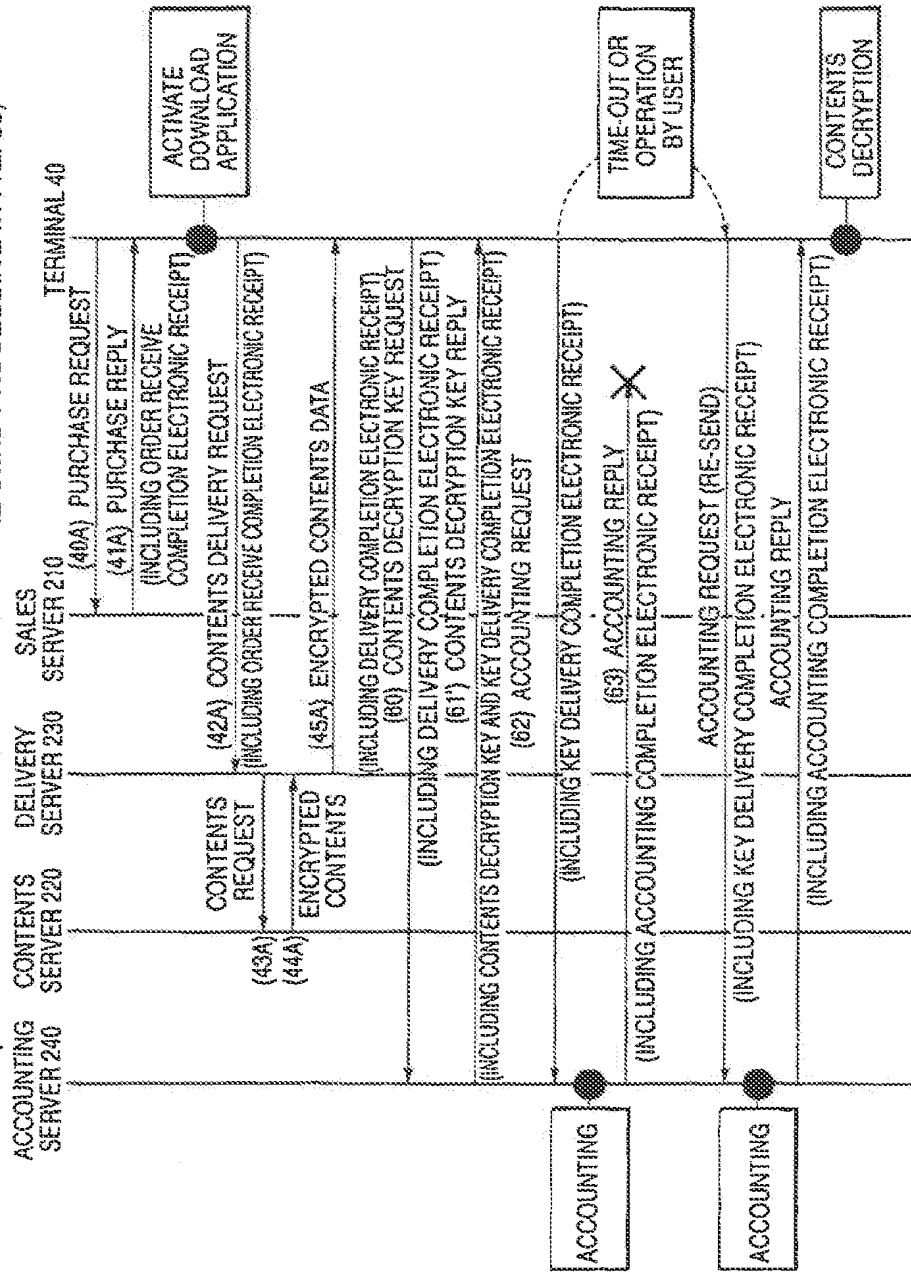 ACCOUNTING
SERVER 240
CONTENTS
SERVER 220
DELIVERY
SERVER 230
SALES
SERVER 210
TERMINAL 40
(40A) PURCHASE REQUEST
(41A) PURCHASE REPLY
(INCLUDING ORDER RECEIVE
COMPLETION ELECTRONIC RECEIPT)
ACTIVATE
DOWNLOAD
APPLICATION
(42A) CONTENTS DELIVERY REQUEST
(INCLUDING ORDER RECEIVE COMPLETION ELECTRONIC RECEIPT)
CONTENTS
REQUEST
(43A)
(44A)
ENCRYPTED
CONTENTS
(45A) ENCRYPTED CONTENTS DATA
(INCLUDING DELIVERY COMPLETION ELECTRONIC RECEIPT)
(60) CONTENTS DECRYPTION KEY REQUEST
(INCLUDING DELIVERY COMPLETION ELECTRONIC RECEIPT)
(61') CONTENTS DECRYPTION KEY REPLY
(INCLUDING CONTENTS DECRYPTION KEY AND KEY DELIVERY COMPLETION ELECTRONIC RECEIPT)
(62) ACCOUNTING REQUEST
(INCLUDING KEY DELIVERY COMPLETION ELECTRONIC RECEIPT)
ACCOUNTING
(63) ACCOUNTING REPLY
(INCLUDING ACCOUNTING COMPLETION ELECTRONIC RECEIPT)
TIME-OUT OR
OPERATION
BY USER
ACCOUNTING REQUEST (RE-SEND)
(INCLUDING KEY DELIVERY COMPLETION ELECTRONIC RECEIPT)
ACCOUNTING
ACCOUNTING REPLY
(INCLUDING ACCOUNTING COMPLETION ELECTRONIC RECEIPT)
CONTENTS
DECRYPTION